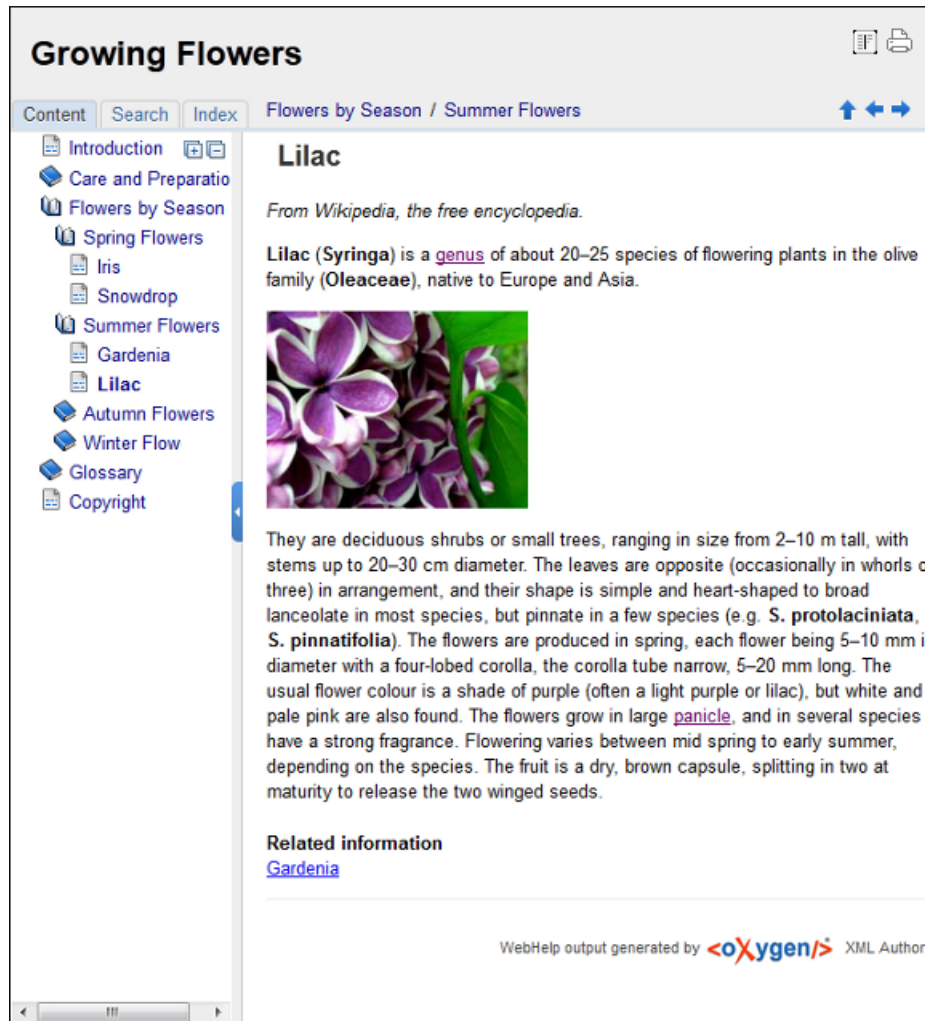 Growing Flowers
Content Search Index
Flowers by Season / Summer Flowers
Introduction
Care and Preparatio
Flowers by Season
Spring Flowers
Iris
Snowdrop
Summer Flowers
Gardenia
Lilac
Autumn Flowers
Winter Flow
Glossary
Copyright
Lilac
From Wikipedia, the free encyclopedia.
Lilac (Syringa) is a genus of about 20–25 species of flowering plants in the olive
family (Oleaceae), native to Europe and Asia.
They are deciduous shrubs or small trees, ranging in size from 2–10 m tall, with
stems up to 20–30 cm diameter. The leaves are opposite (occasionally in whorls o
three) in arrangement, and their shape is simple and heart-shaped to broad
lanceolate in most species, but pinnate in a few species (e.g. S. protolaciniata,
S. pinnatifolia). The flowers are produced in spring, each flower being 5–10 mm i
diameter with a four-lobed corolla, the corolla tube narrow, 5–20 mm long. The
usual flower colour is a shade of purple (often a light purple or lilac), but white and
pale pink are also found. The flowers grow in large panicle, and in several species
have a strong fragrance. Flowering varies between mid spring to early summer,
depending on the species. The fruit is a dry, brown capsule, splitting in two at
maturity to release the two winged seeds.
Related information
Gardenia
WebHelp output generated by <oXygen/> XML Author